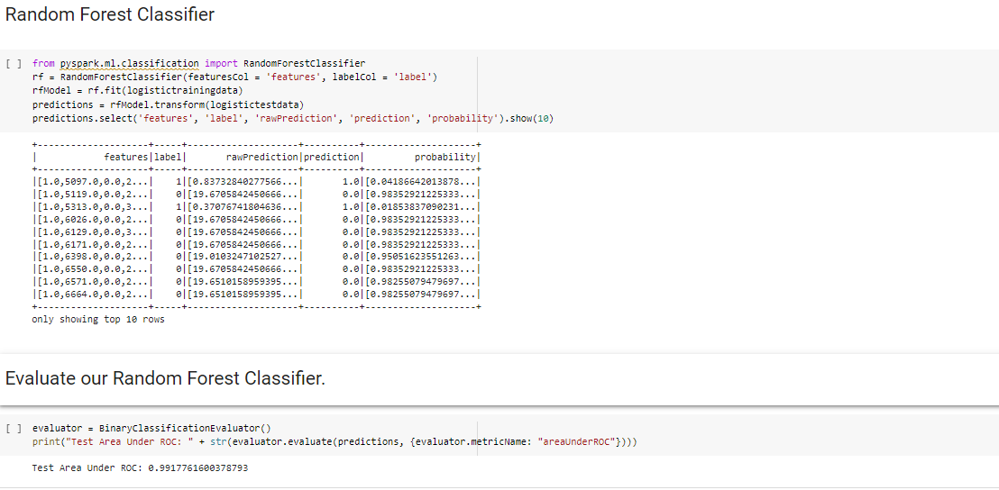 Random Forest Classifier
[ ] from pyspark.ml.classification import RandomForestClassifier
rf = RandomForestClassifier(featuresCol = 'features', labelCol = 'label')
rfModel = rf.fit(logistictrainingdata)
predictions = rfModel.transform(logistictestdata)
predictions.select('features', 'label', 'rawPrediction', 'prediction', 'probability').show(10)
+--------------------+-----+--------------------+----------+--------------------+
|            features|label|       rawPrediction|prediction|         probability|
+--------------------+-----+--------------------+----------+--------------------+
|[1.0,5097.0,0.0,2...|    1|[0.83732840277566...|       1.0|[0.04186642013878...|
|[1.0,5119.0,0.0,2...|    0|[19.6705842450666...|       0.0|[0.98352921225333...|
|[1.0,5313.0,0.0,3...|    1|[0.37076741804636...|       1.0|[0.01853837090231...|
|[1.0,6026.0,0.0,2...|    0|[19.6705842450666...|       0.0|[0.98352921225333...|
|[1.0,6129.0,0.0,3...|    0|[19.6705842450666...|       0.0|[0.98352921225333...|
|[1.0,6171.0,0.0,2...|    0|[19.6705842450666...|       0.0|[0.98352921225333...|
|[1.0,6398.0,0.0,2...|    0|[19.0103247102527...|       0.0|[0.95051623551263...|
|[1.0,6550.0,0.0,2...|    0|[19.6705842450666...|       0.0|[0.98352921225333...|
|[1.0,6571.0,0.0,2...|    0|[19.6510158959395...|       0.0|[0.98255079479697...|
|[1.0,6664.0,0.0,2...|    0|[19.6510158959395...|       0.0|[0.98255079479697...|
+--------------------+-----+--------------------+----------+--------------------+
only showing top 10 rows
Evaluate our Random Forest Classifier.
[ ] evaluator = BinaryClassificationEvaluator()
print("Test Area Under ROC: " + str(evaluator.evaluate(predictions, {evaluator.metricName: "areaUnderROC"})))
Test Area Under ROC: 0.9917761600378793